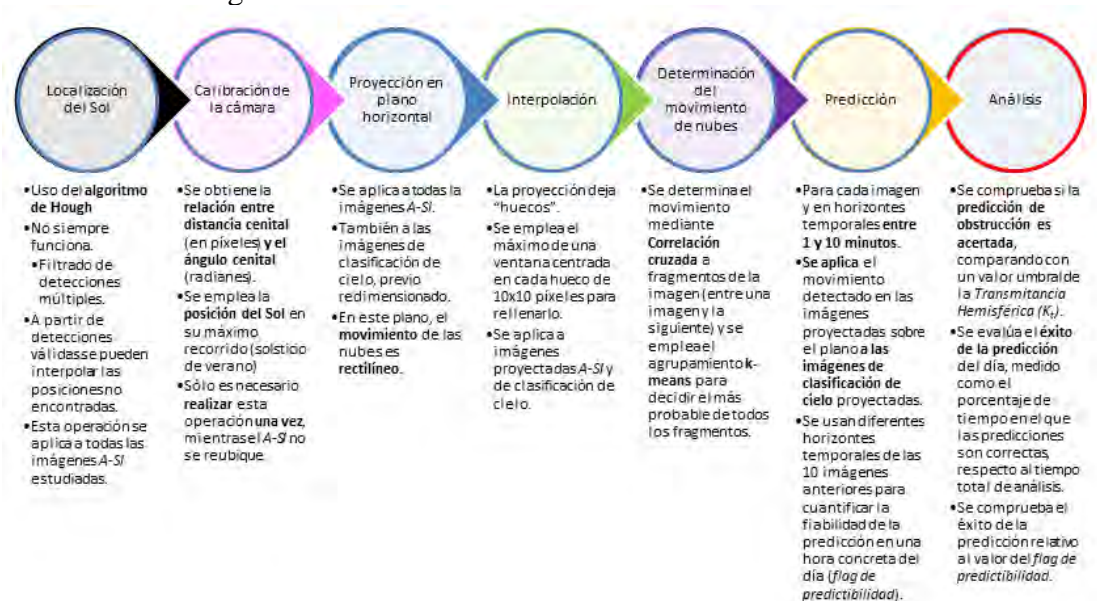 Localización
del Sol
Calibración de
la câmara
Proyección en
plano
horizontal
Interpolación
Determinación
del
movimiento
de nubes
Predicción
Análisis
•Uso del algoritmo
de Hough
•No siempre
funciona.
•Filtrado de
detecciones
múltiples.
•A partir de
detecciones
válidas se pueden
interpolar las
posiciones no
encontradas.
•Esta operación se
aplica a todas las
imágenes A-SI
estudiadas.
•Se obtiene la
relación entre
distancia cenital
(en píxeles) y el
ángulo cenital
(radianes).
•Se emplea la
posición del Sol en
su máximo
recorrido (solsticio
de verano)
•Sólo es necesario
realizar esta
operación una vez,
mientras el A-SI no
se reubique.
•Se aplica a todas la
imágenes A-SI.
•También a las
imágenes de
clasificación de
cielo, previo
redimensionado.
•En este plano, el
movimiento de las
nubes es
rectilíneo.
•La proyección deja
"huecos".
•Se emplea el
máximo de una
ventana centrada
en cada hueco de
10x10 píxeles para
rellenarlo.
•Se aplica a
imágenes
proyectadas A-SI y
de clasificación de
cielo.
•Se determina el
movimiento
mediante
Correlación
cruzada a
fragmentos de la
imagen (entre una
imagen y la
siguiente) y se
emplea el
agrupamiento k-
means para
decidir el más
probable de todos
los fragmentos.
•Para cada imagen
y en horizontes
temporales entre
1 y 10 minutos.
•Se aplica el
movimiento
detectado en las
imágenes
proyectadas sobre
el plano a las
imágenes de
clasificación de
cielo proyectadas.
•Se usan diferentes
horizontes
temporales de las
10 imágenes
anteriores para
cuantificar la
fiabilidad de la
predicción en una
hora concreta del
día (flag de
predictibilidad).
•Se comprueba si la
predicción de
obstrucción es
acertada,
comparando con
un valor umbral de
la Transmitancia
Hemisférica (Kt).
•Se evalúa el éxito
de la predicción
del día, medido
como el
porcentaje de
tiempo en el que
las predicciones
son correctas,
respecto al tiempo
total de análisis.
•Se comprueba el
éxito de la
predicción relativo
al valor del flag de
predictibilidad.